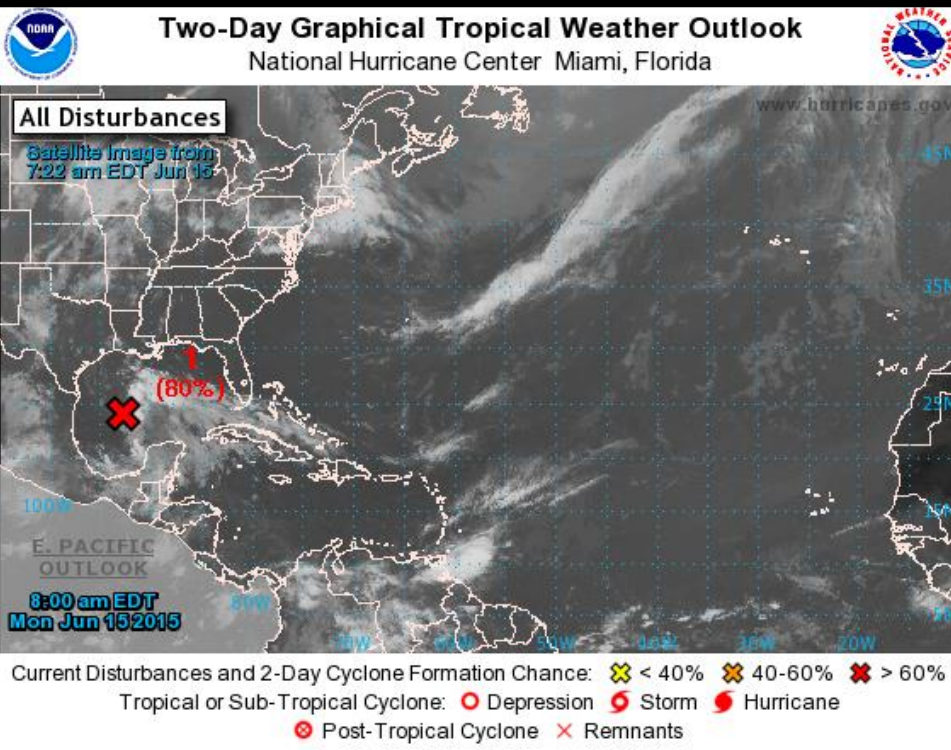 NOAA
Two-Day Graphical Tropical Weather Outlook
National Hurricane Center  Miami, Florida
www.hurricanes.gov
All Disturbances
Satellite Image from
7:22 am EDT Jun 15
45N
35N
1
(80%)
25N
100W
15N
E. PACIFIC
OUTLOOK
8:00 am EDT
Mon Jun 15 2015
80W
70W
60W
50W
40W
30W
20W
5N
Current Disturbances and 2-Day Cyclone Formation Chance: < 40% 40-60% > 60%
Tropical or Sub-Tropical Cyclone: Depression Storm Hurricane
Post-Tropical Cyclone Remnants